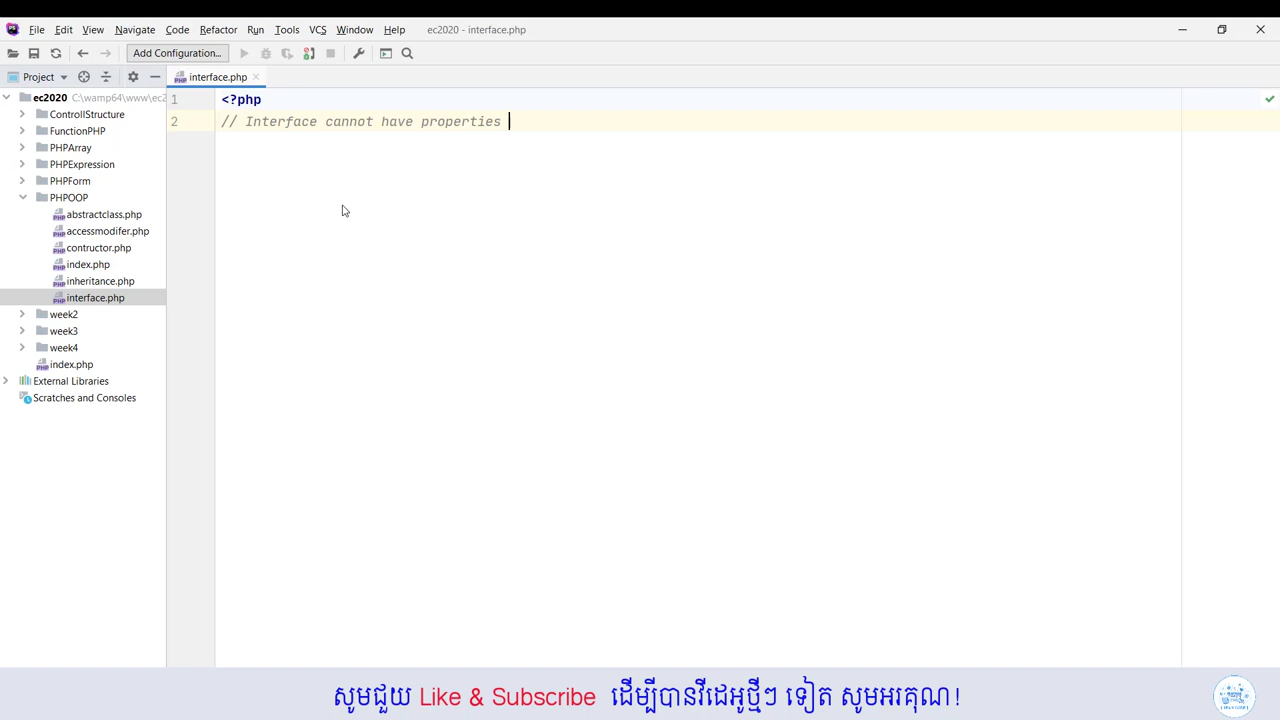 File Edit View Navigate Code Refactor Run Tools VCS Window Help ec2020 - interface.php
Add Configuration...
Project interface.php
ec2020 C:\wamp64\www\ec2
ControllStructure
FunctionPHP
PHPArray
PHPExpression
PHPForm
PHPOOP
abstractclass.php
accessmodifer.php
contructor.php
index.php
inheritance.php
interface.php
week2
week3
week4
index.php
External Libraries
Scratches and Consoles
1 <?php
2 // Interface cannot have properties
សូមជួយ Like & Subscribe ដើម្បីបានវីដេអូថ្មីៗ ទៀត សូមអរគុណ!